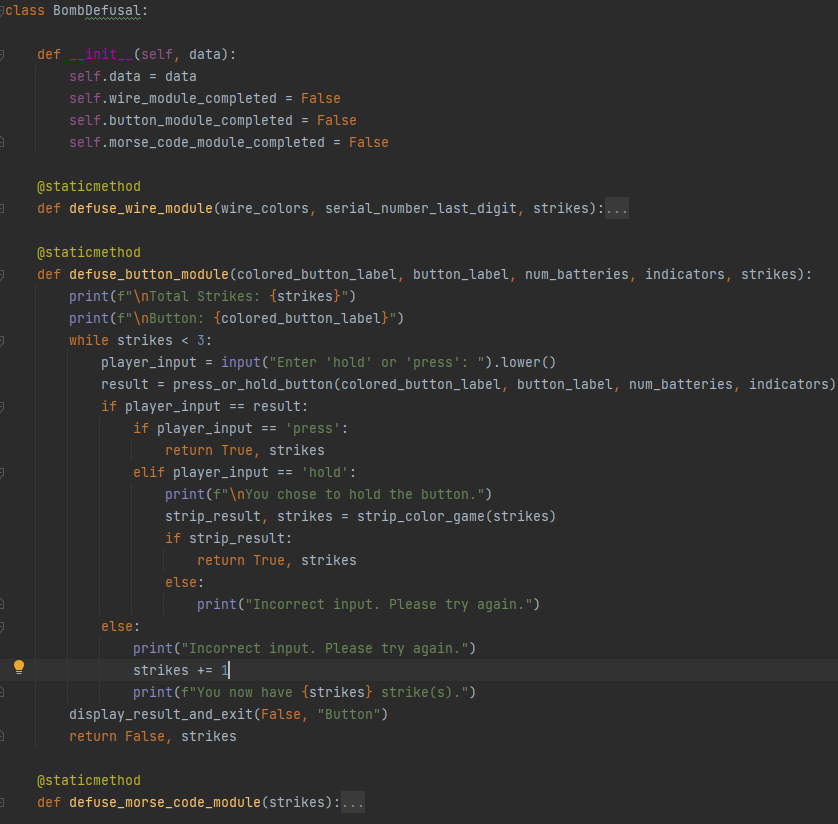 class BombDefusal:
def __init__(self, data):
self.data = data
self.wire_module_completed = False
self.button_module_completed = False
self.morse_code_module_completed = False
@staticmethod
def defuse_wire_module(wire_colors, serial_number_last_digit, strikes):...
@staticmethod
def defuse_button_module(colored_button_label, button_label, num_batteries, indicators, strikes):
print(f"\nTotal Strikes: {strikes}")
print(f"\nButton: {colored_button_label}")
while strikes < 3:
player_input = input("Enter 'hold' or 'press': ").lower()
result = press_or_hold_button(colored_button_label, button_label, num_batteries, indicators)
if player_input == result:
if player_input == 'press':
return True, strikes
elif player_input == 'hold':
print(f"\nYou chose to hold the button.")
strip_result, strikes = strip_color_game(strikes)
if strip_result:
return True, strikes
else:
print("Incorrect input. Please try again.")
else:
print("Incorrect input. Please try again.")
strikes += 1
print(f"You now have {strikes} strike(s).")
display_result_and_exit(False, "Button")
return False, strikes
@staticmethod
def defuse_morse_code_module(strikes):...